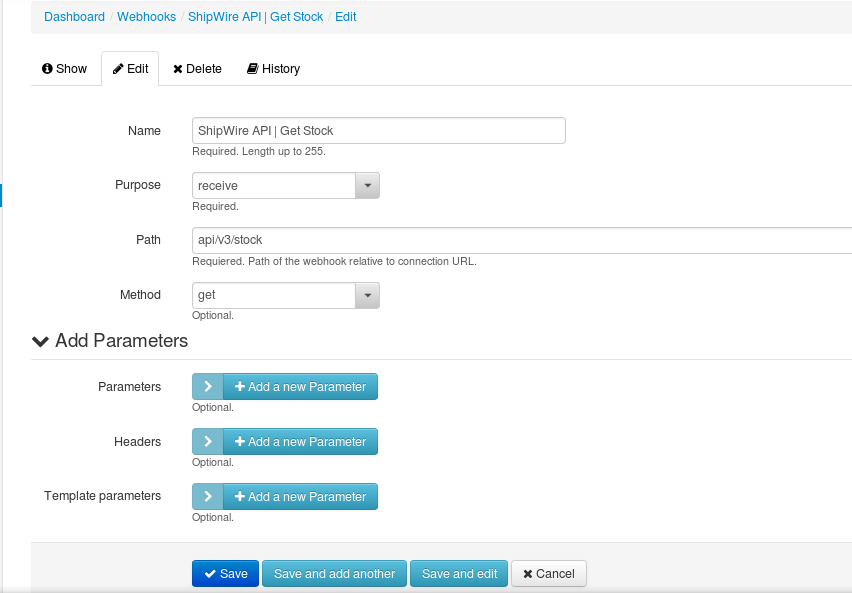 Dashboard / Webhooks / ShipWire API | Get Stock / Edit
Show Edit Delete History
Name ShipWire API | Get Stock
Required. Length up to 255.
Purpose receive
Required.
Path api/v3/stock
Requiered. Path of the webhook relative to connection URL.
Method get
Optional.
Add Parameters
Parameters Add a new Parameter
Optional.
Headers Add a new Parameter
Optional.
Template parameters Add a new Parameter
Optional.
Save Save and add another Save and edit Cancel